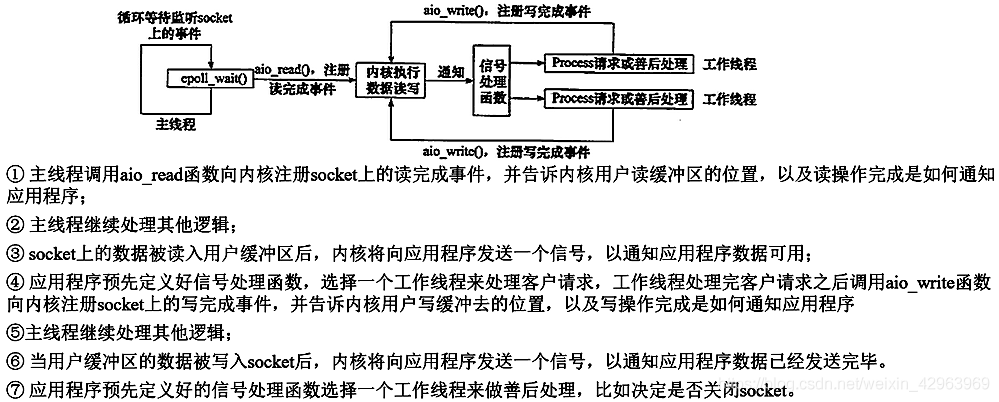 循环等待监听socket
上的事件
epoll_wait()
主线程
aio_read(), 注册
读完成事件
内核执行
数据读写
aio_write(), 注册写完成事件
通知
信号
处理
函数
Process请求或善后处理
工作线程
Process请求或善后处理
工作线程
aio_write(), 注册写完成事件
① 主线程调用aio_read函数向内核注册socket上的读完成事件，并告诉内核用户读缓冲区的位置，以及读操作完成是如何通知
应用程序；
② 主线程继续处理其他逻辑；
③ socket上的数据被读入用户缓冲区后，内核将向应用程序发送一个信号，以通知应用程序数据可用；
④ 应用程序预先定义好信号处理函数，选择一个工作线程来处理客户请求，工作线程处理完客户请求之后调用aio_write函数
向内核注册socket上的写完成事件，并告诉内核用户写缓冲去的位置，以及写操作完成是如何通知应用程序
⑤主线程继续处理其他逻辑；
⑥ 当用户缓冲区的数据被写入socket后，内核将向应用程序发送一个信号，以通知应用程序数据已经发送完毕。
⑦ 应用程序预先定义好的信号处理函数选择一个工作线程来做善后处理，比如决定是否关闭socket。
https://blog.csdn.net/weixin_42963969